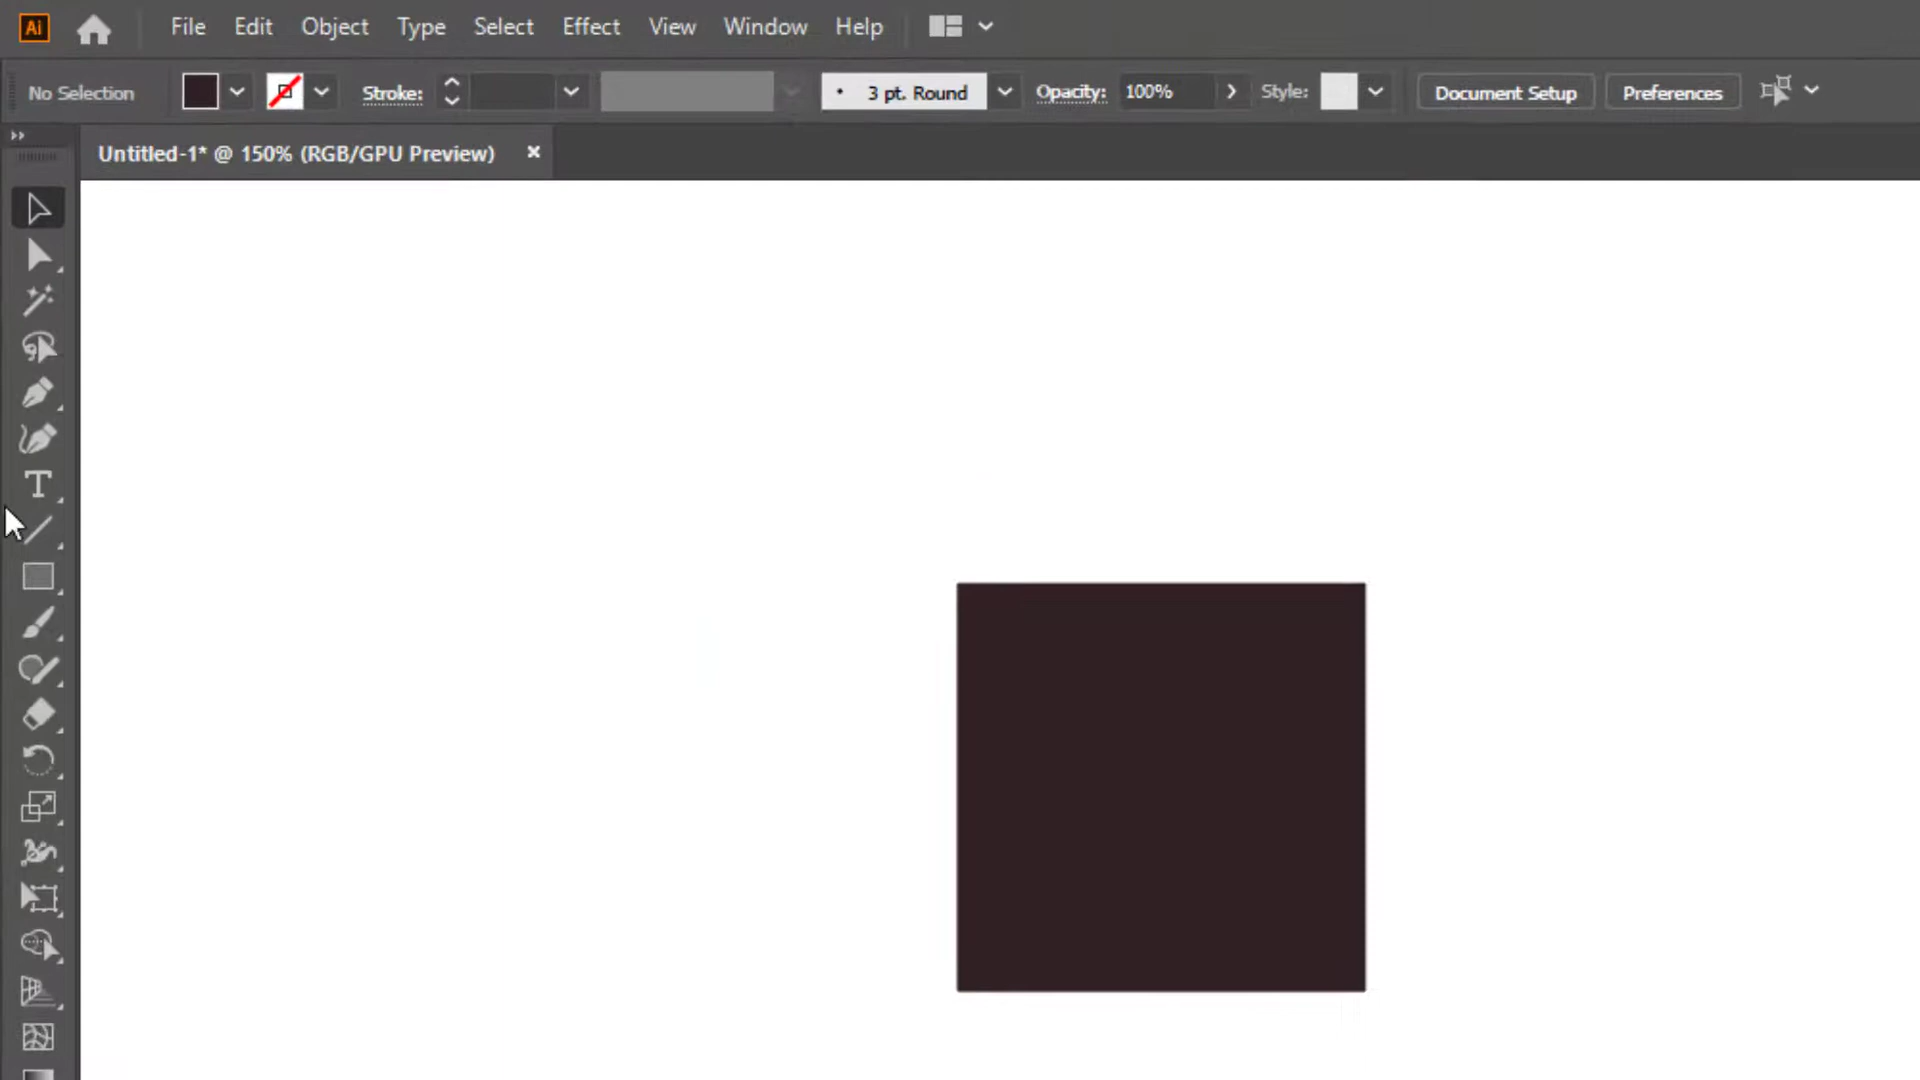 Ai File Edit Object Type Select Effect View Window Help
No Selection Stroke: 3 pt. Round Opacity: 100% Style: Document Setup Preferences
Untitled-1* @ 150% (RGB/GPU Preview) ×